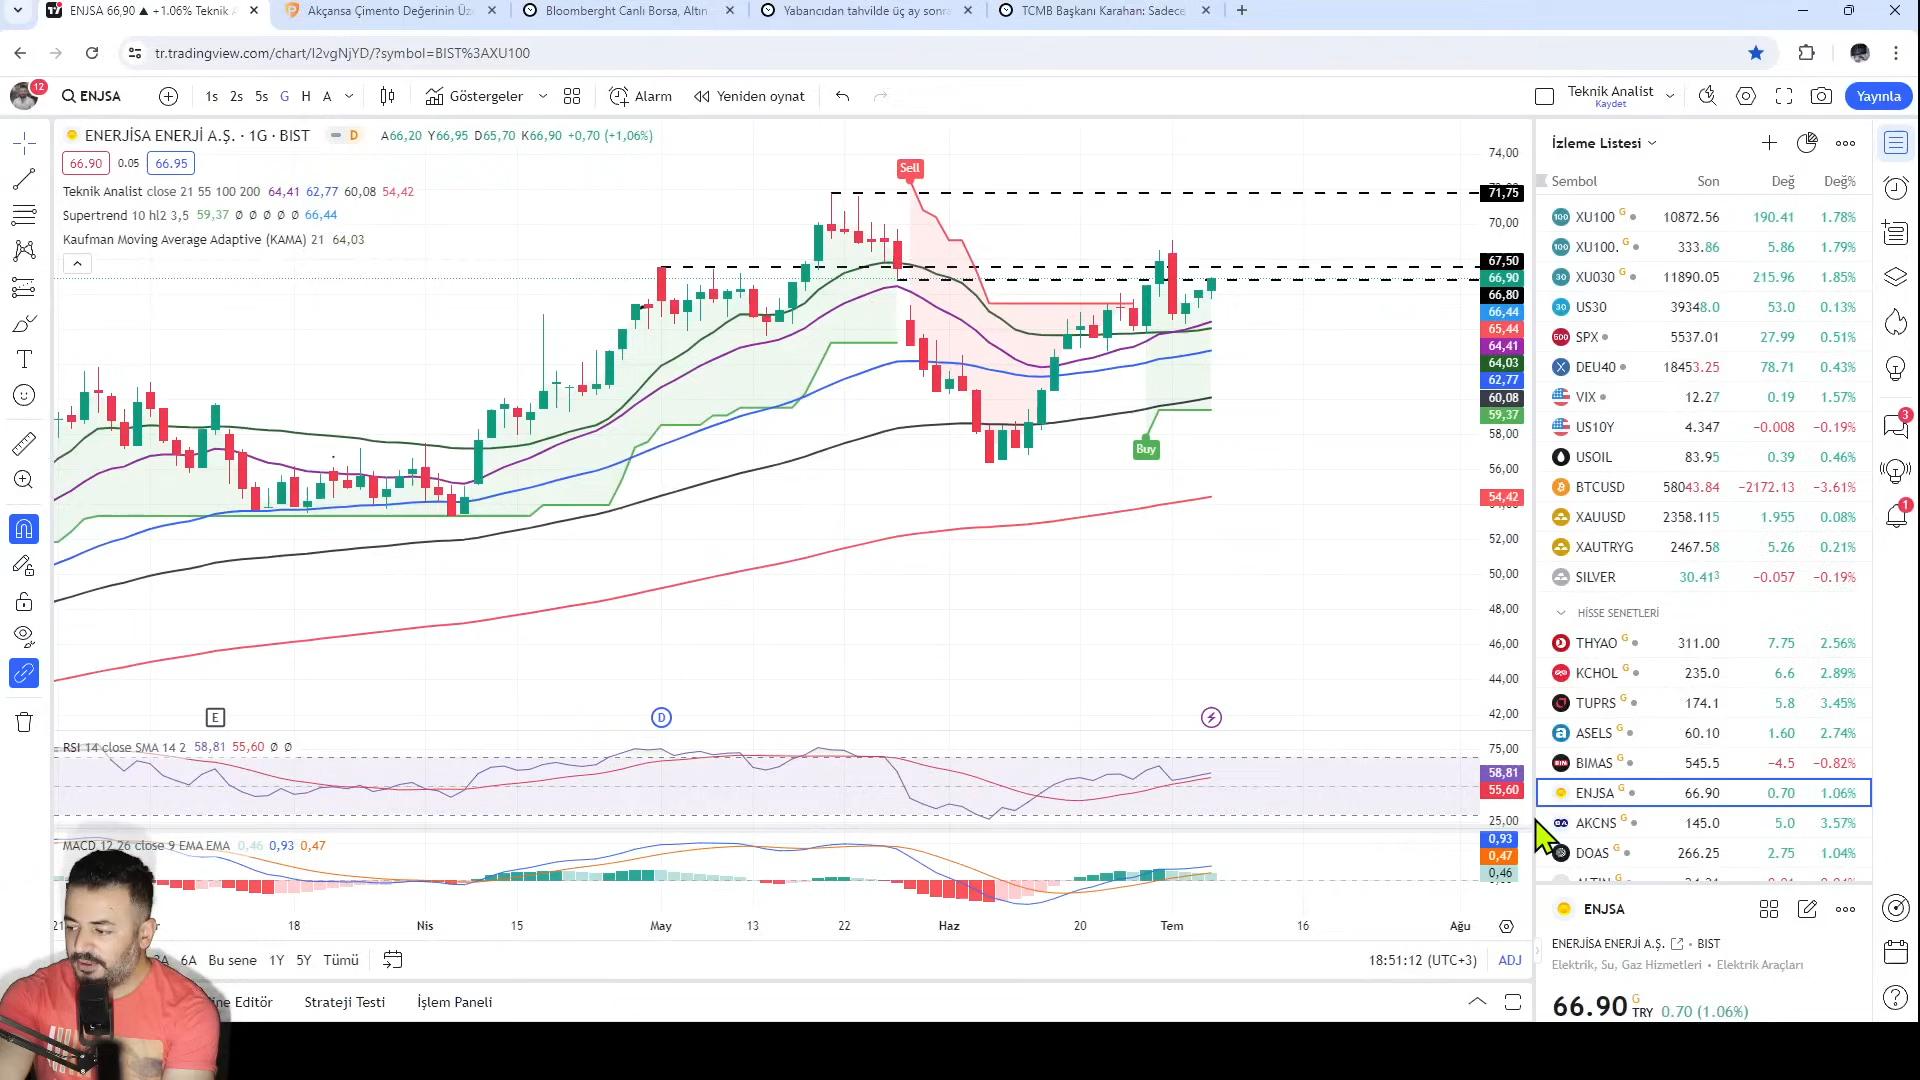 ENJSA 66,90 ▲ +1.06% Teknik A
Akçansa Çimento Değerinin Üze
Bloomberght Canlı Borsa, Altın
Yabancıdan tahvilde üç ay sonra
TCMB Başkanı Karahan: Sadece
tr.tradingview.com/chart/I2vgNjYD/?symbol=BIST%3AXU100
12
ENJSA
1s 2s 5s G H A
Göstergeler
Alarm
Yeniden oynat
Teknik Analist
Kaydet
Yayınla
ENERJİSA ENERJİ A.Ş. · 1G · BIST
D
A66,20 Y66,95 D65,70 K66,90 +0,70 (+1,06%)
66.90 0.05 66.95
Teknik Analist close 21 55 100 200 64,41 62,77 60,08 54,42
Supertrend 10 hl2 3,5 59,37 Ø Ø Ø Ø Ø 66,44
Kaufman Moving Average Adaptive (KAMA) 21 64,03
Sell
Buy
74,00
71,75
70,00
67,50
66,90
66,80
66,44
65,44
64,41
64,03
62,77
60,08
59,37
58,00
56,00
54,42
52,00
50,00
48,00
46,00
44,00
42,00
E
D
RSI 14 close SMA 14 2 58,81 55,60 Ø Ø
75,00
58,81
55,60
25,00
MACD 12 26 close 9 EMA EMA 0,46 0,93 0,47
0,93
0,47
0,46
18 Nis 15 May 13 22 Haz 20 Tem 16 Ağu
6A Bu sene 1Y 5Y Tümü
18:51:12 (UTC+3) ADJ
ine Editör Strateji Testi İşlem Paneli
İzleme Listesi
Sembol Son Değ Değ%
XU100 G 10872.56 190.41 1.78%
XU100. G 333.86 5.86 1.79%
XU030 G 11890.05 215.96 1.85%
US30 39348.0 53.0 0.13%
SPX 5537.01 27.99 0.51%
DEU40 18453.25 78.71 0.43%
VIX 12.27 0.19 1.57%
US10Y 4.347 −0.008 −0.19%
USOIL 83.95 0.39 0.46%
BTCUSD 58043.84 −2172.13 −3.61%
XAUUSD 2358.115 1.955 0.08%
XAUTRYG 2467.58 5.26 0.21%
SILVER 30.413 −0.057 −0.19%
HİSSE SENETLERİ
THYAO G 311.00 7.75 2.56%
KCHOL G 235.0 6.6 2.89%
TUPRS G 174.1 5.8 3.45%
ASELS G 60.10 1.60 2.74%
BIMAS G 545.5 −4.5 −0.82%
ENJSA G 66.90 0.70 1.06%
AKCNS G 145.0 5.0 3.57%
DOAS G 266.25 2.75 1.04%
ENJSA
ENERJİSA ENERJİ A.Ş. • BIST
Elektrik, Su, Gaz Hizmetleri • Elektrik Araçları
66.90 G TRY 0.70 (1.06%)
3
1